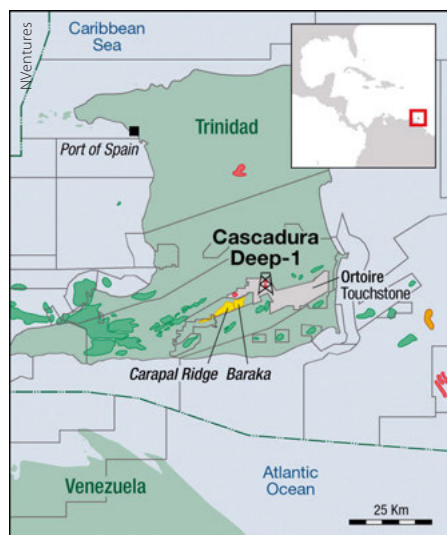 NVentures
Caribbean
Sea
Trinidad
Port of Spain
Cascadura
Deep-1
Ortoire
Touchstone
Carapal Ridge Baraka
Atlantic
Ocean
Venezuela
25 Km